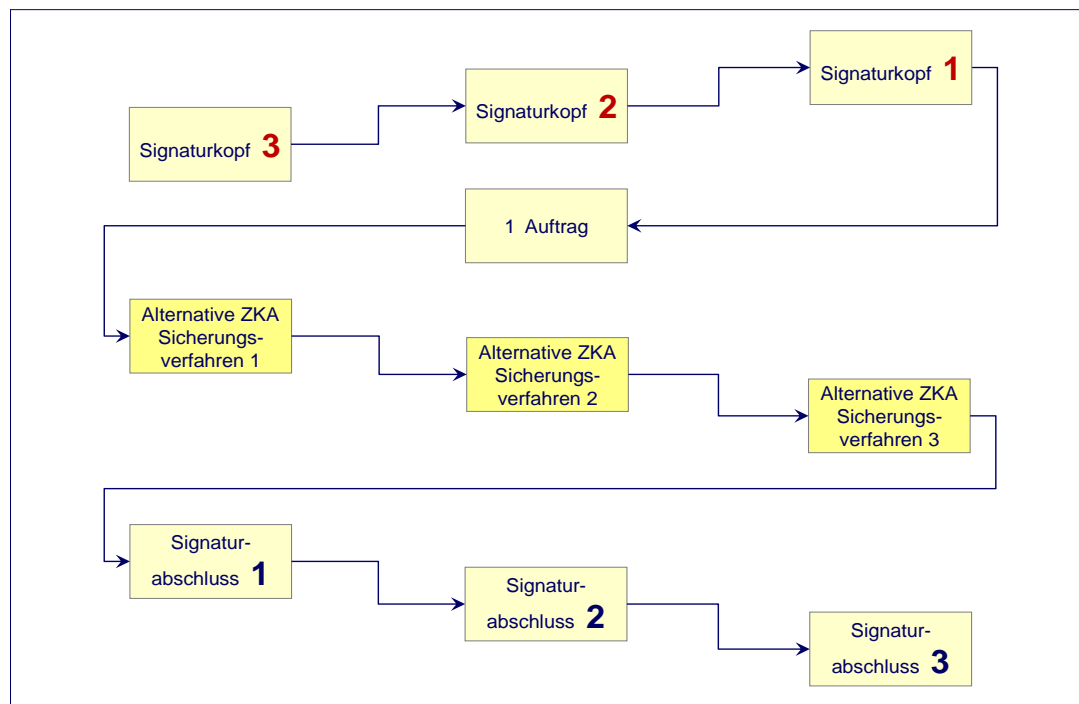 Signaturkopf 3
Signaturkopf 2
Signaturkopf 1
1 Auftrag
Alternative ZKA
Sicherungs-
verfahren 1
Alternative ZKA
Sicherungs-
verfahren 2
Alternative ZKA
Sicherungs-
verfahren 3
Signatur-
abschluss 1
Signatur-
abschluss 2
Signatur-
abschluss 3